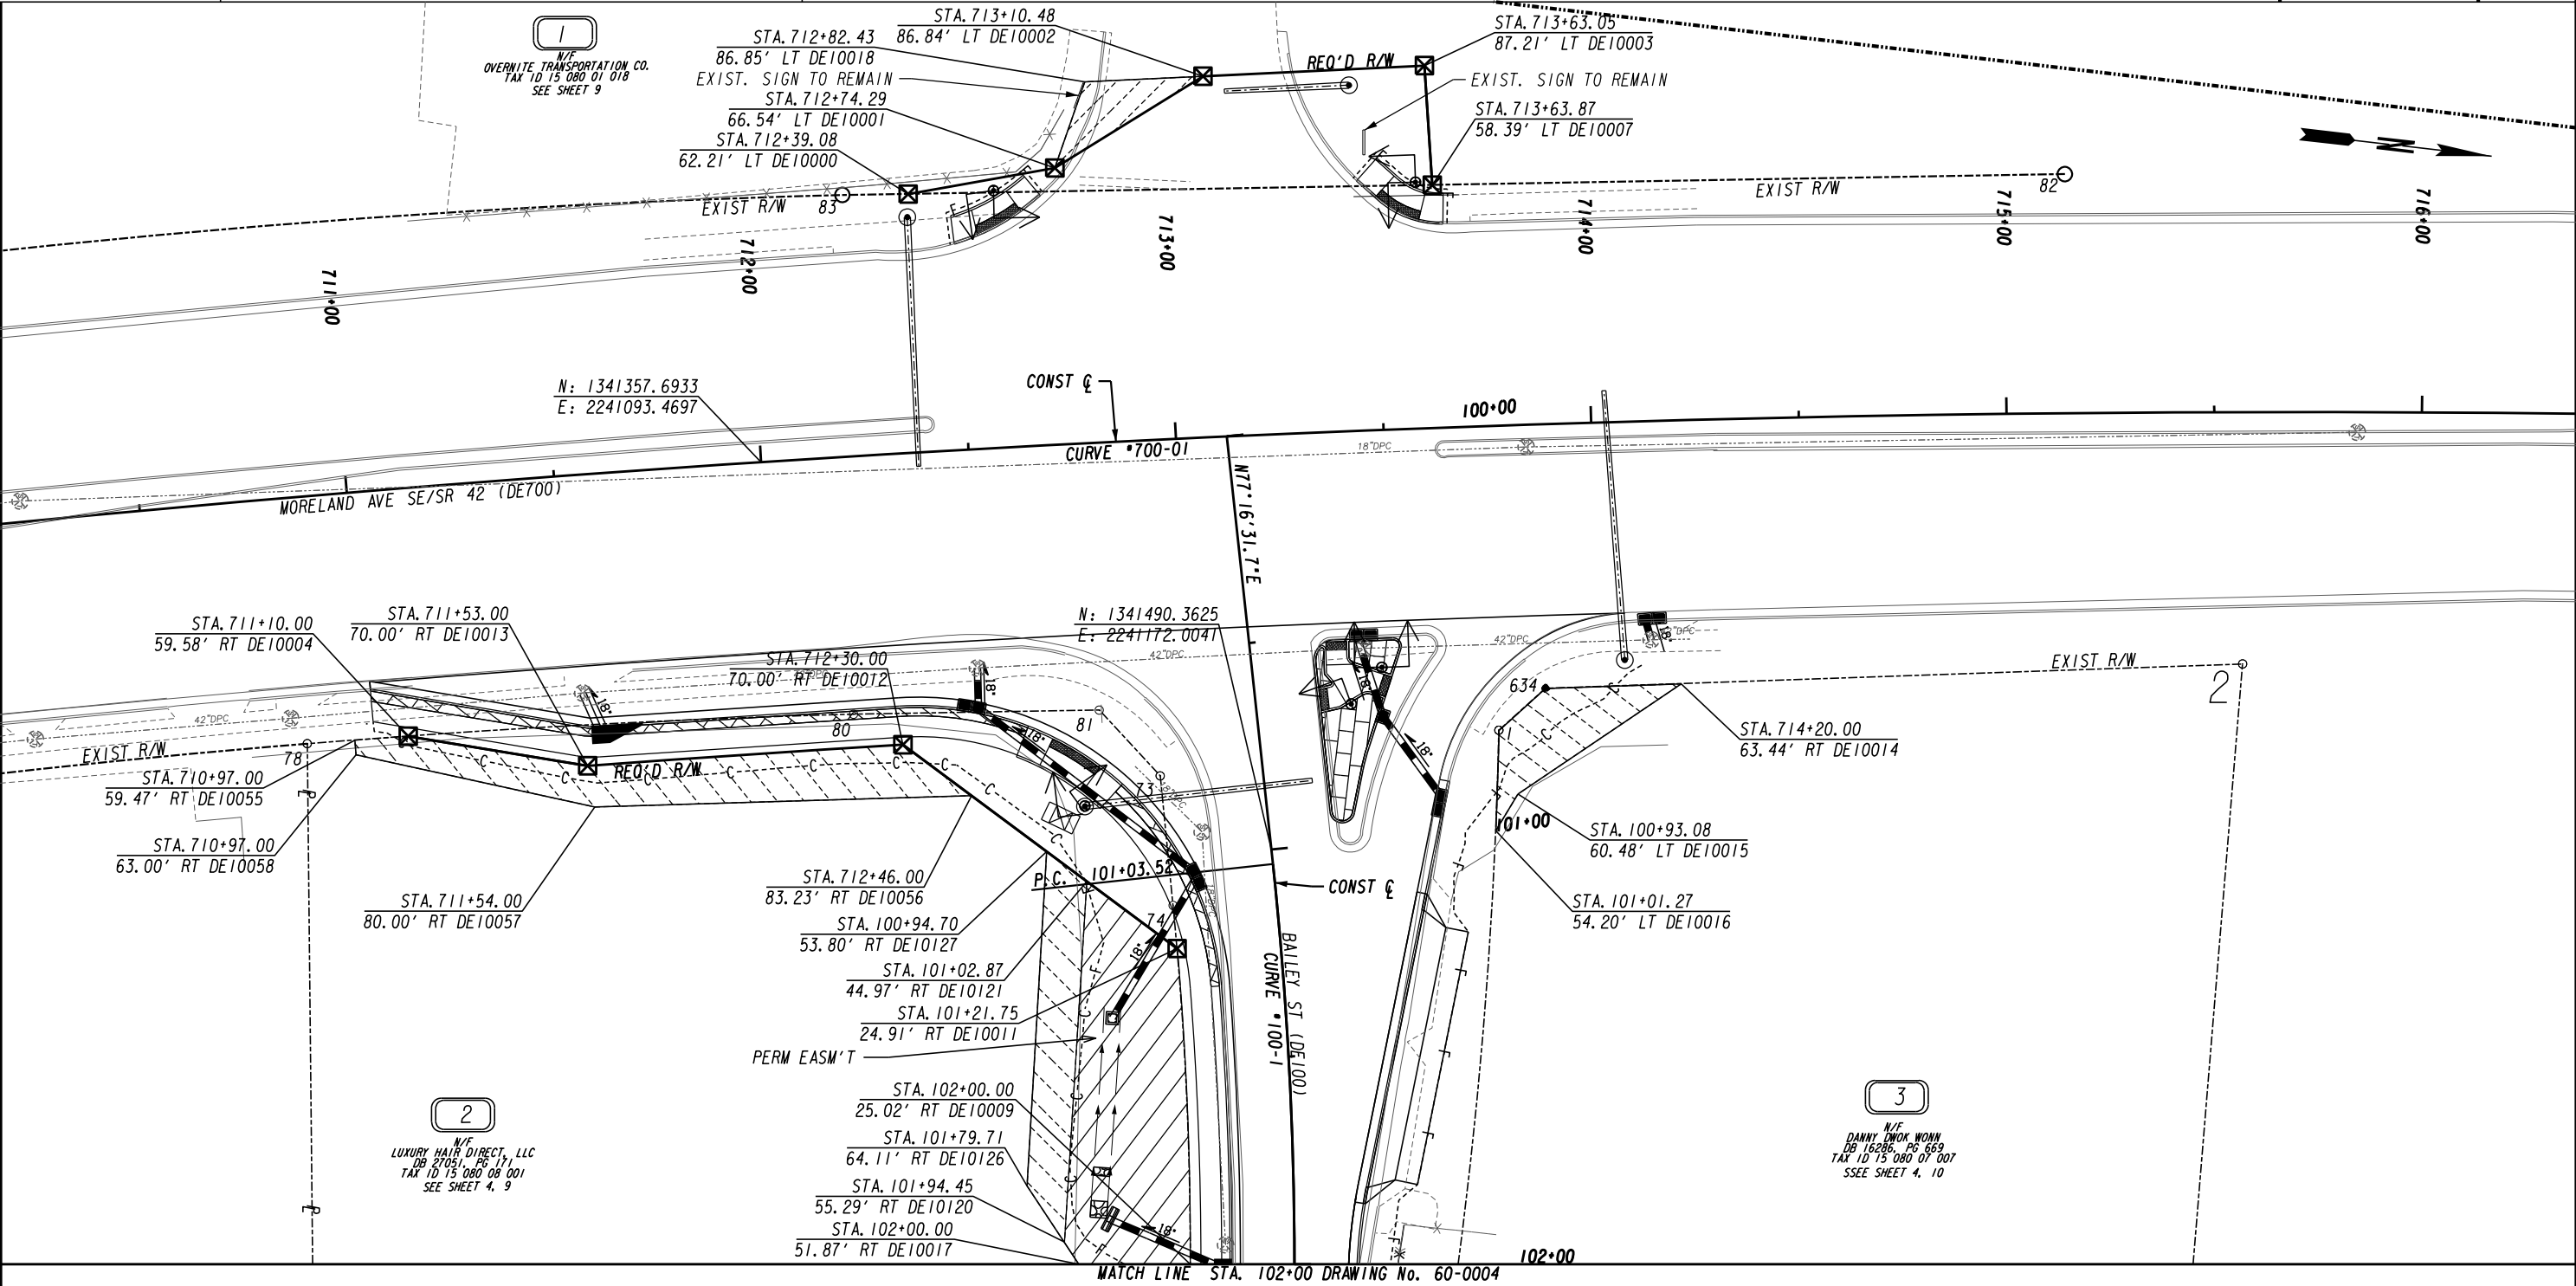 1
N/F
OVERNITE TRANSPORTATION CO.
TAX ID 15 080 01 018
SEE SHEET 9
STA. 713+10.48
86.84' LT DE10002
STA. 712+82.43
86.85' LT DE10018
EXIST. SIGN TO REMAIN
STA. 712+74.29
66.54' LT DE10001
STA. 712+39.08
62.21' LT DE10000
REQ'D R/W
STA. 713+63.05
87.21' LT DE10003
EXIST. SIGN TO REMAIN
STA. 713+63.87
58.39' LT DE10007
N
EXIST R/W
83
EXIST R/W
82
711+00
712+00
713+00
714+00
715+00
716+00
N: 1341357.6933
E: 2241093.4697
CONST ℄
100+00
CURVE #700-01
18"DPC
MORELAND AVE SE/SR 42 (DE700)
N77°16'31.7"E
N: 1341490.3625
E: 2241172.0041
STA. 711+10.00
59.58' RT DE10004
STA. 711+53.00
70.00' RT DE10013
STA. 712+30.00
70.00' RT DE10012
42"DPC
42"DPC
42"DPC
18"
18"
18"
18"
18"
18"
EXIST R/W
78
80
81
73
74
REQ'D R/W
C C C C C C C C
STA. 710+97.00
59.47' RT DE10055
STA. 710+97.00
63.00' RT DE10058
STA. 711+54.00
80.00' RT DE10057
STA. 712+46.00
83.23' RT DE10056
STA. 100+94.70
53.80' RT DE10127
STA. 101+02.87
44.97' RT DE10121
STA. 101+21.75
24.91' RT DE10011
PERM EASM'T
STA. 102+00.00
25.02' RT DE10009
STA. 101+79.71
64.11' RT DE10126
STA. 101+94.45
55.29' RT DE10120
STA. 102+00.00
51.87' RT DE10017
P.C. 101+03.52
CONST ℄
BAILEY ST (DE100)
CURVE #100-1
634
1
EXIST R/W
2
STA. 714+20.00
63.44' RT DE10014
101+00
STA. 100+93.08
60.48' LT DE10015
STA. 101+01.27
54.20' LT DE10016
2
N/F
LUXURY HAIR DIRECT, LLC
DB 27051, PG 171
TAX ID 15 080 08 001
SEE SHEET 4, 9
3
N/F
DANNY DWOK WONN
DB 16286, PG 669
TAX ID 15 080 07 007
SSEE SHEET 4, 10
102+00
MATCH LINE STA. 102+00 DRAWING No. 60-0004